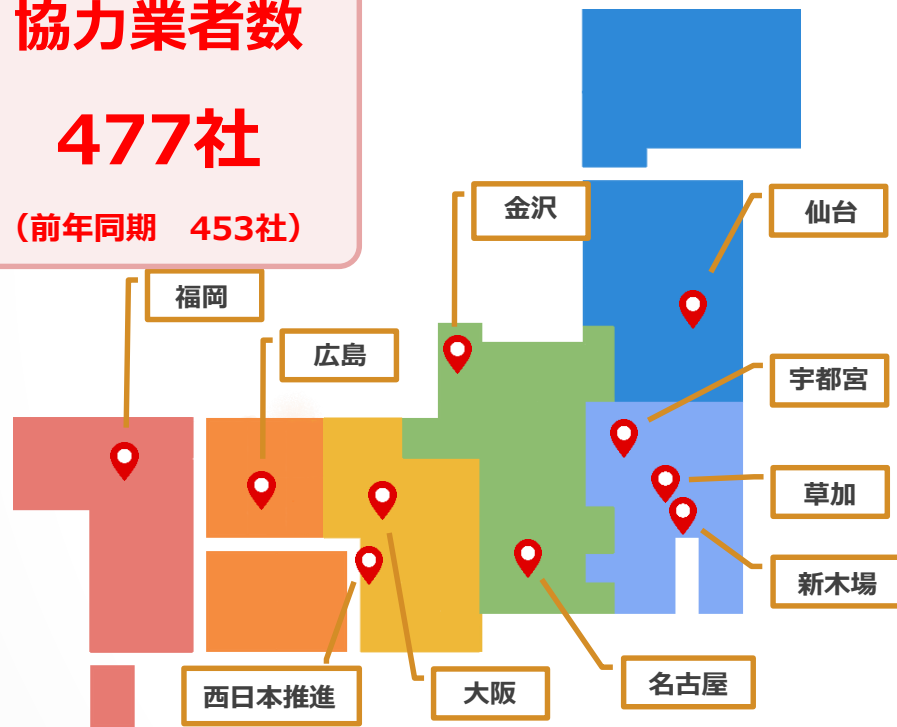 協力業者数
477社
（前年同期　453社）
金沢
仙台
福岡
広島
宇都宮
草加
新木場
西日本推進
大阪
名古屋